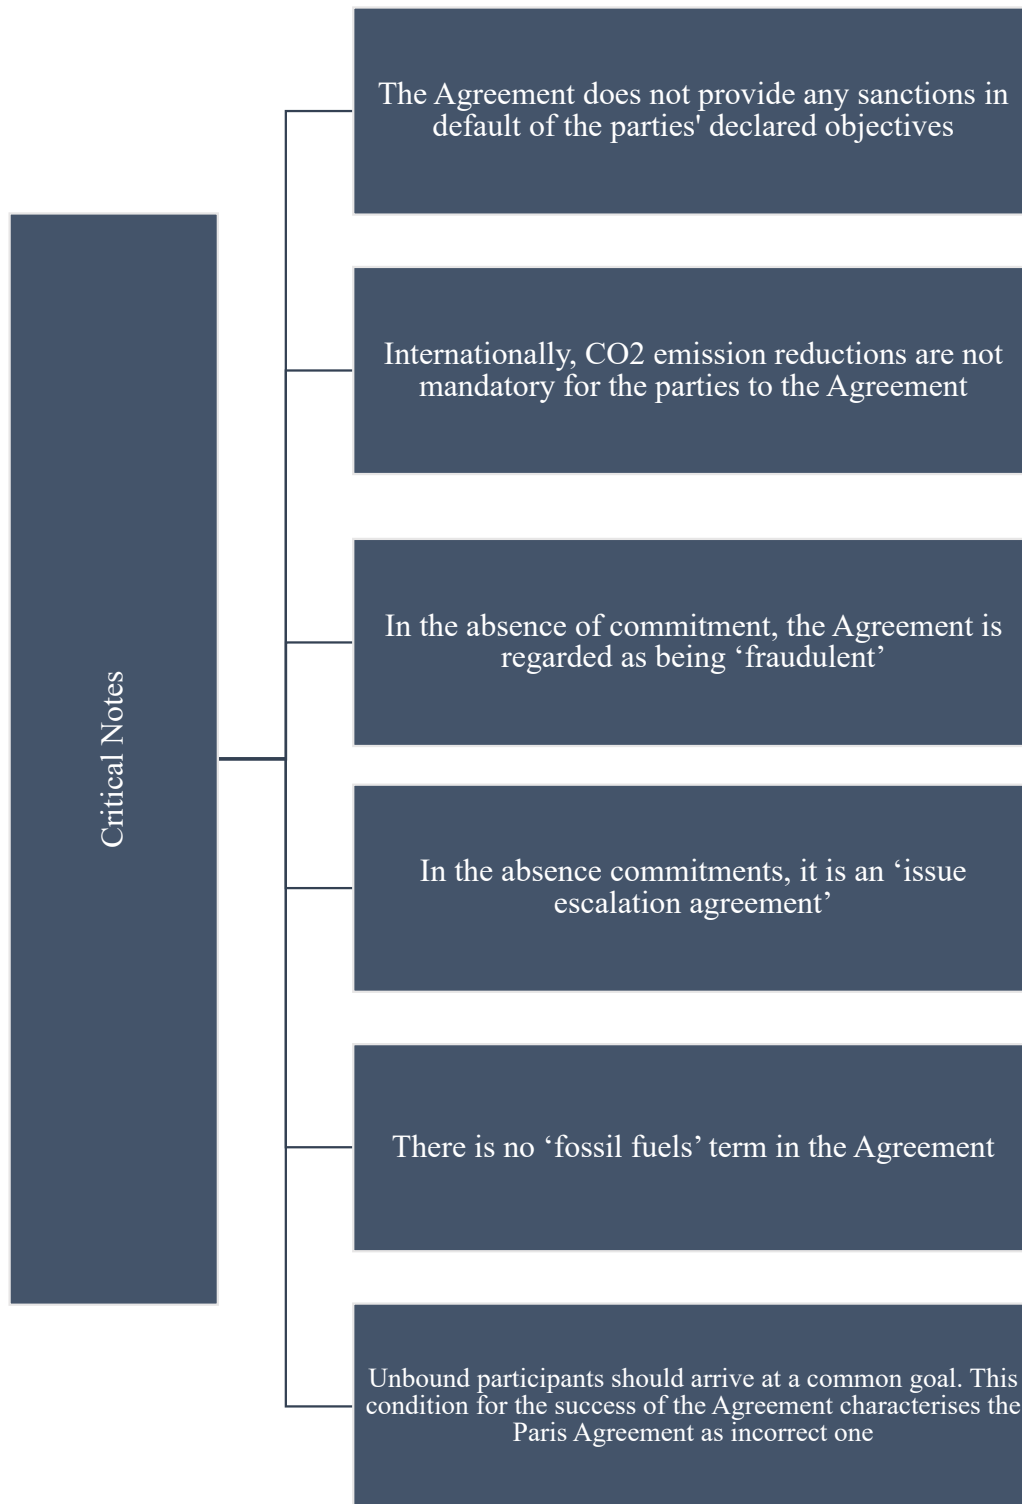 The Agreement does not provide any sanctions in
default of the parties' declared objectives
Internationally, CO2 emission reductions are not
mandatory for the parties to the Agreement
In the absence of commitment, the Agreement is
regarded as being ‘fraudulent’
Critical Notes
In the absence commitments, it is an ‘issue
escalation agreement’
There is no ‘fossil fuels’ term in the Agreement
Unbound participants should arrive at a common goal. This
condition for the success of the Agreement characterises the
Paris Agreement as incorrect one